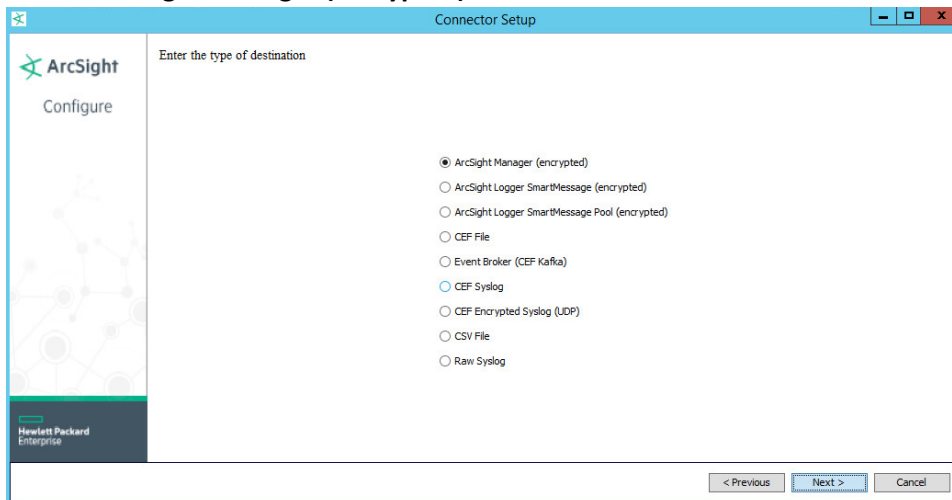 Connector Setup
ArcSight
Configure
Enter the type of destination
ArcSight Manager (encrypted)
ArcSight Logger SmartMessage (encrypted)
ArcSight Logger SmartMessage Pool (encrypted)
CEF File
Event Broker (CEF Kafka)
CEF Syslog
CEF Encrypted Syslog (UDP)
CSV File
Raw Syslog
Hewlett Packard
Enterprise
< Previous
Next >
Cancel